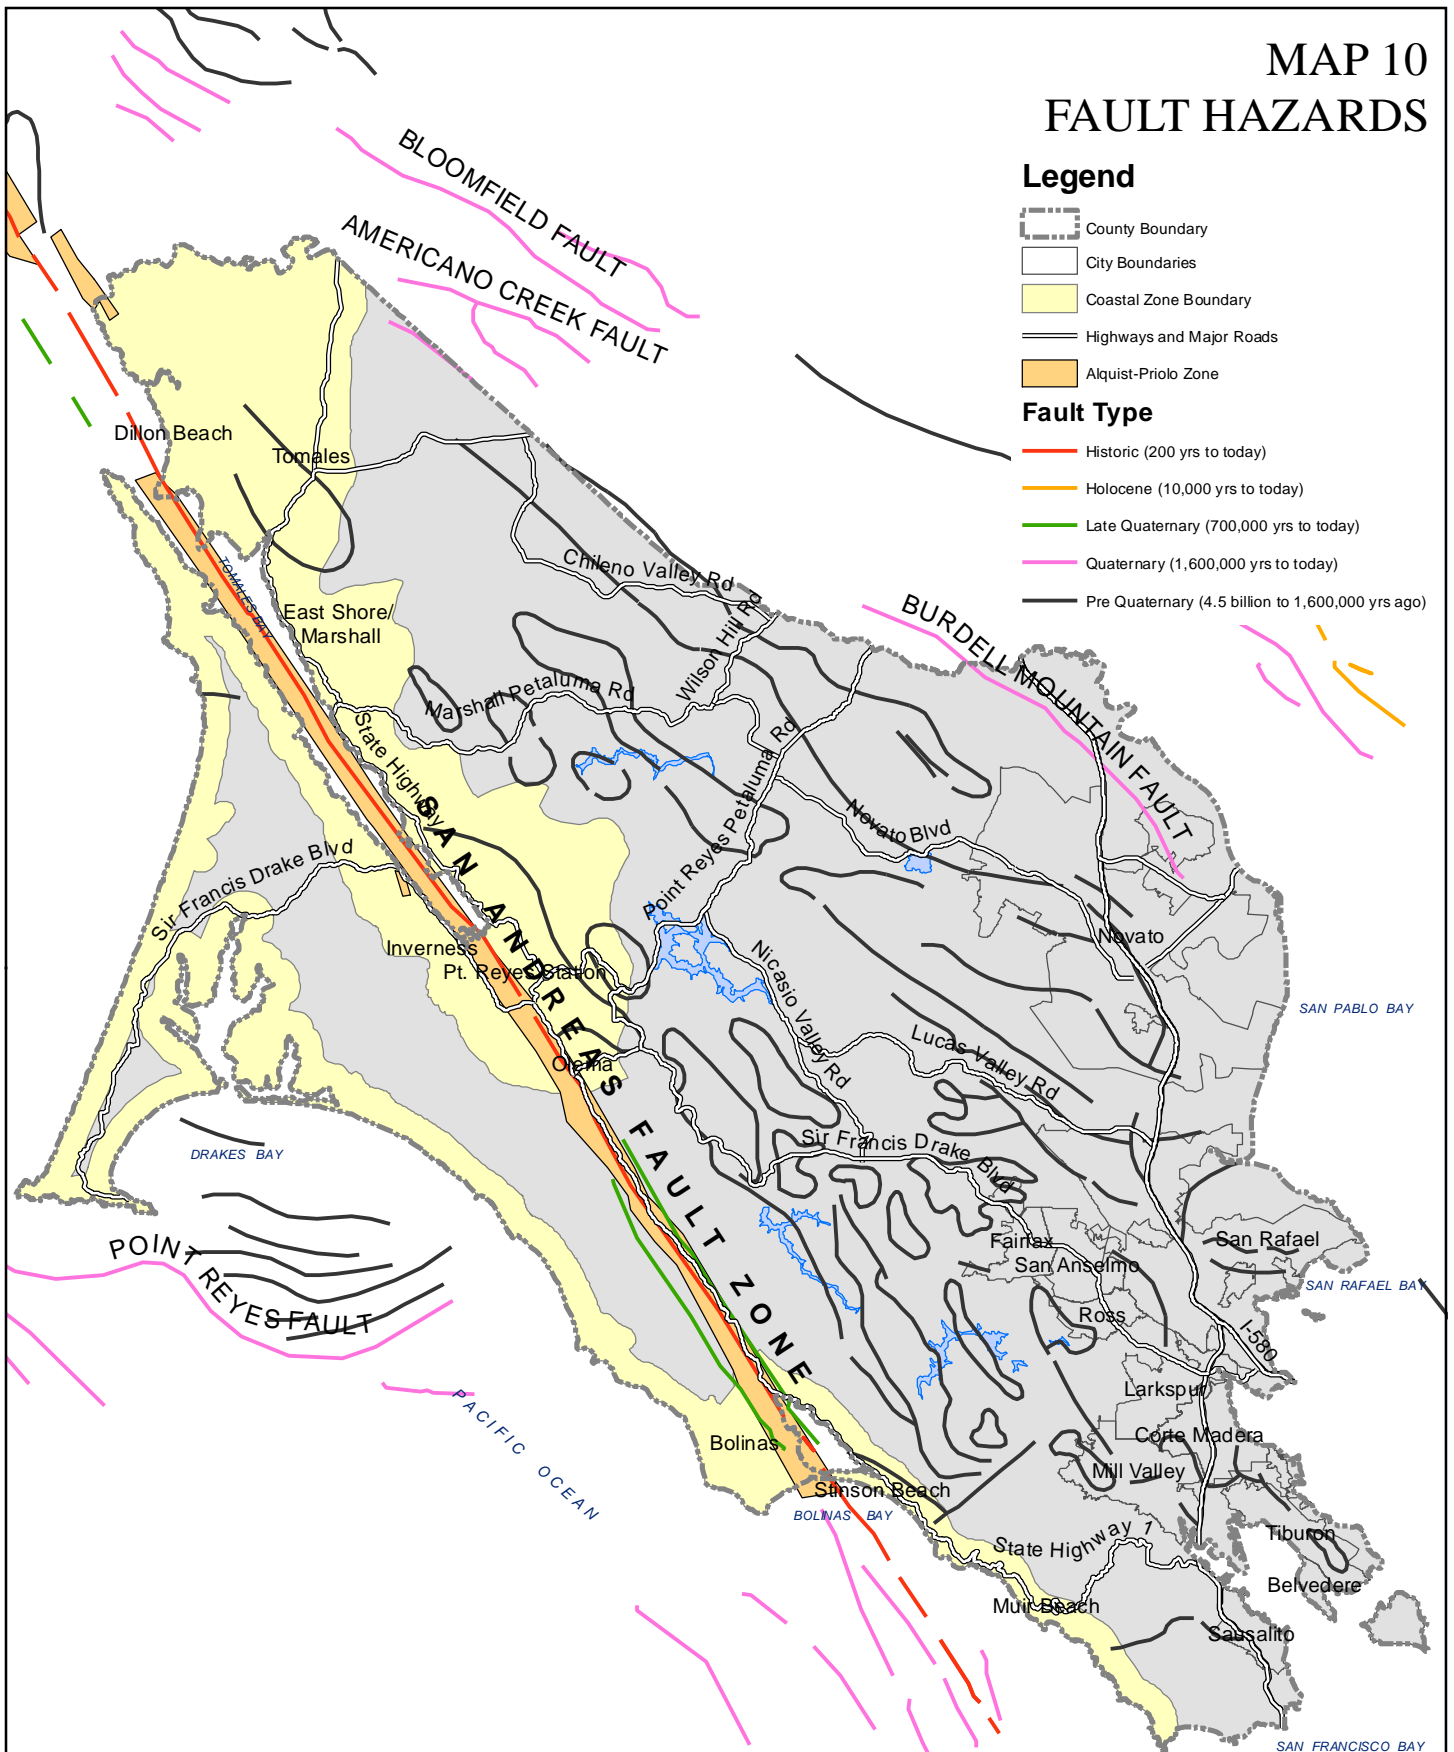 MAP 10
FAULT HAZARDS
Legend
County Boundary
City Boundaries
Coastal Zone Boundary
Highways and Major Roads
Alquist-Priolo Zone
Fault Type
Historic (200 yrs to today)
Holocene (10,000 yrs to today)
Late Quaternary (700,000 yrs to today)
Quaternary (1,600,000 yrs to today)
Pre Quaternary (4.5 billion to 1,600,000 yrs ago)
BLOOMFIELD FAULT
AMERICANO CREEK FAULT
Dillon Beach
Tomales
TOMALES BAY
Chileno Valley Rd
East Shore/
Marshall
Wilson Hill Rd
BURDELL MOUNTAIN FAULT
Marshall Petaluma Rd
State Highway
Point Reyes Petaluma Rd
Novato Blvd
Sir Francis Drake Blvd
SAN ANDREAS FAULT ZONE
Inverness
Pt. Reyes Station
Novato
Nicasio Valley Rd
SAN PABLO BAY
Lucas Valley Rd
Olema
DRAKES BAY
Sir Francis Drake Blvd
POINT REYES FAULT
Fairfax
San Rafael
San Anselmo
SAN RAFAEL BAY
Ross
I-580
Larkspur
PACIFIC OCEAN
Bolinas
Corte Madera
Mill Valley
Stinson Beach
BOLINAS BAY
State Highway 1
Tiburon
Belvedere
Muir Beach
Sausalito
SAN FRANCISCO BAY